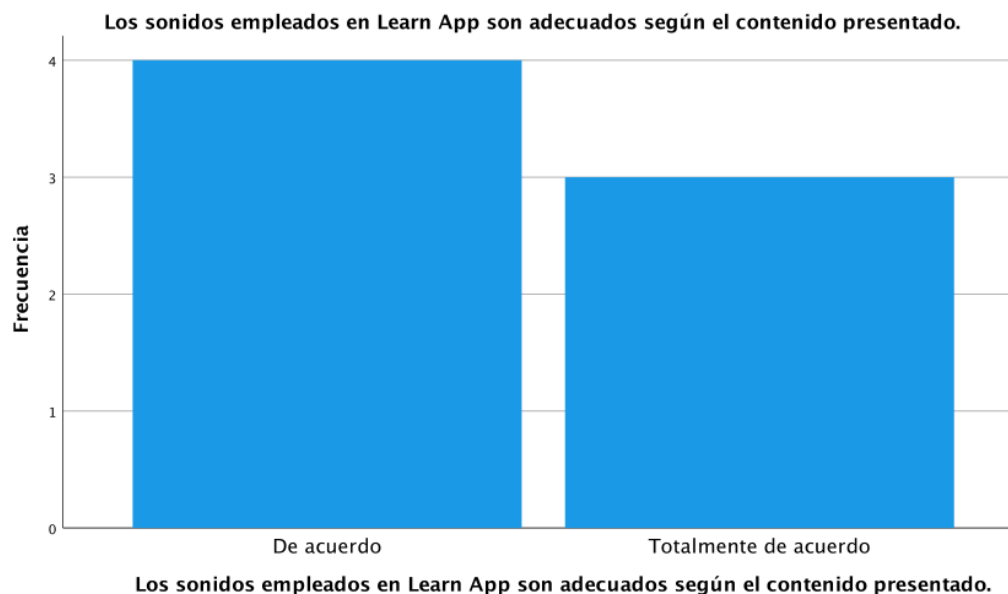 Los sonidos empleados en Learn App son adecuados según el contenido presentado.
4
3
2
1
0
Frecuencia
De acuerdo
Totalmente de acuerdo
Los sonidos empleados en Learn App son adecuados según el contenido presentado.